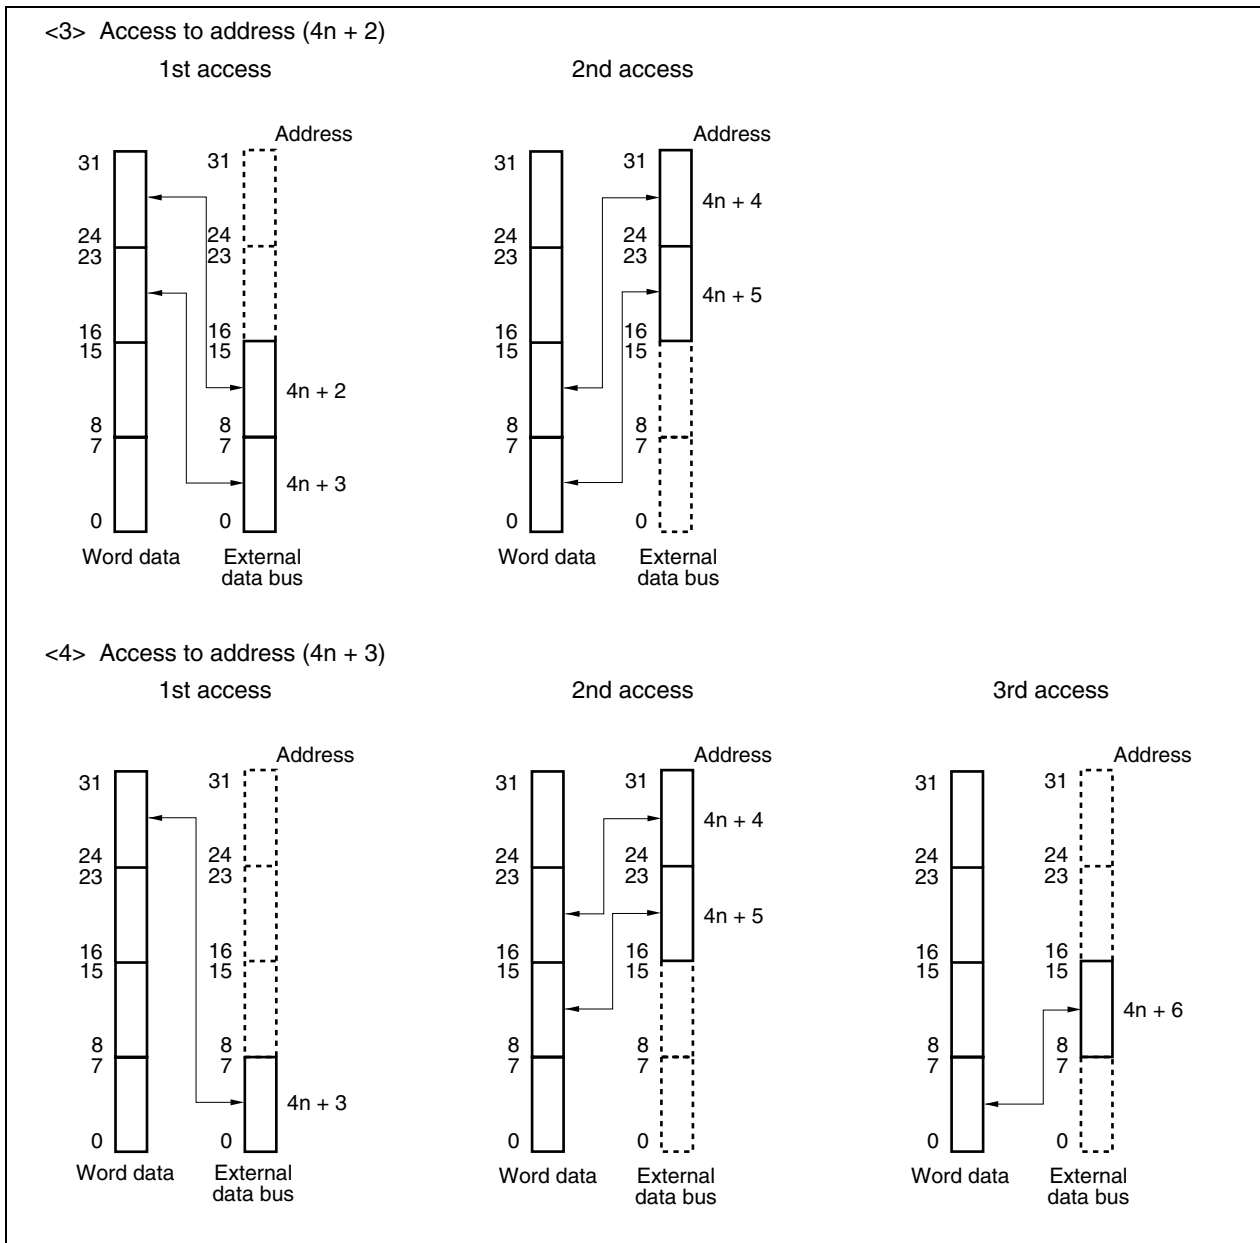 <3> Access to address (4n + 2)
1st access
2nd access
Address
31
31
24
24
23
23
16
16
15
15
4n + 2
8
8
7
7
4n + 3
0
0
Word data
External
data bus
Address
31
31
4n + 4
24
24
23
23
4n + 5
16
16
15
15
8
8
7
7
0
0
Word data
External
data bus
<4> Access to address (4n + 3)
1st access
2nd access
3rd access
Address
31
31
24
24
23
23
16
16
15
15
8
8
7
7
4n + 3
0
0
Word data
External
data bus
Address
31
31
4n + 4
24
24
23
23
4n + 5
16
16
15
15
8
8
7
7
0
0
Word data
External
data bus
Address
31
31
24
24
23
23
16
16
15
15
4n + 6
8
8
7
7
0
0
Word data
External
data bus